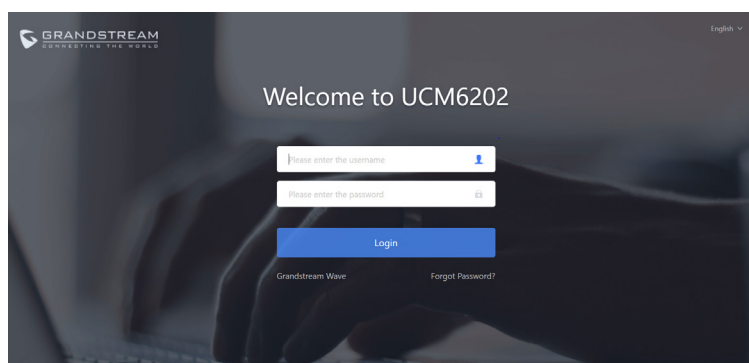 GRANDSTREAM
CONNECTING THE WORLD
English
Welcome to UCM6202
Please enter the username
Please enter the password
Login
Grandstream Wave
Forgot Password?